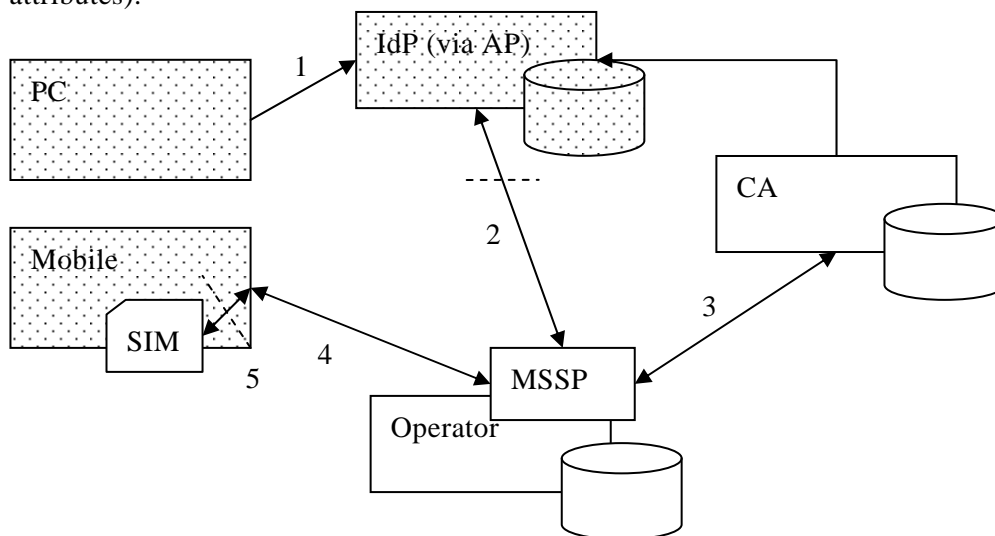 attributes).
IdP (via AP)
1
PC
CA
2
Mobile
3
SIM
4
MSSP
5
Operator